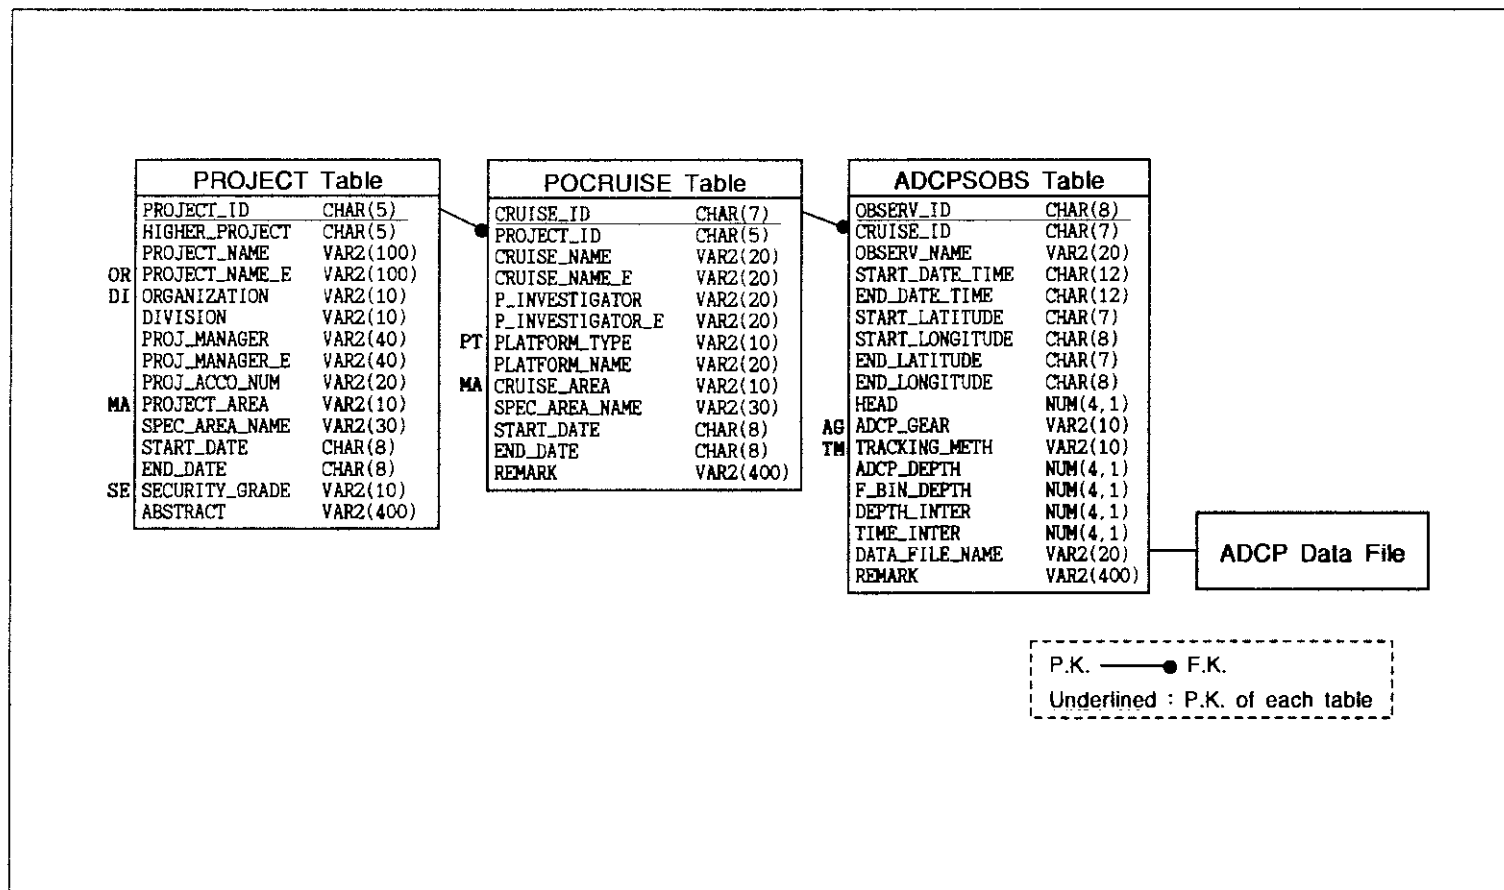 PROJECT Table
PROJECT_ID CHAR(5)
HIGHER_PROJECT CHAR(5)
PROJECT_NAME VAR2(100)
OR PROJECT_NAME_E VAR2(100)
DI ORGANIZATION VAR2(10)
DIVISION VAR2(10)
PROJ_MANAGER VAR2(40)
PROJ_MANAGER_E VAR2(40)
PROJ_ACCO_NUM VAR2(20)
MA PROJECT_AREA VAR2(10)
SPEC_AREA_NAME VAR2(30)
START_DATE CHAR(8)
END_DATE CHAR(8)
SE SECURITY_GRADE VAR2(10)
ABSTRACT VAR2(400)
POCRUISE Table
CRUISE_ID CHAR(7)
PROJECT_ID CHAR(5)
CRUISE_NAME VAR2(20)
CRUISE_NAME_E VAR2(20)
P_INVESTIGATOR VAR2(20)
P_INVESTIGATOR_E VAR2(20)
PT PLATFORM_TYPE VAR2(10)
PLATFORM_NAME VAR2(20)
MA CRUISE_AREA VAR2(10)
SPEC_AREA_NAME VAR2(30)
START_DATE CHAR(8)
END_DATE CHAR(8)
REMARK VAR2(400)
ADCPSOBS Table
OBSERV_ID CHAR(8)
CRUISE_ID CHAR(7)
OBSERV_NAME VAR2(20)
START_DATE_TIME CHAR(12)
END_DATE_TIME CHAR(12)
START_LATITUDE CHAR(7)
START_LONGITUDE CHAR(8)
END_LATITUDE CHAR(7)
END_LONGITUDE CHAR(8)
HEAD NUM(4,1)
AG ADCP_GEAR VAR2(10)
TM TRACKING_METH VAR2(10)
ADCP_DEPTH NUM(4,1)
F_BIN_DEPTH NUM(4,1)
DEPTH_INTER NUM(4,1)
TIME_INTER NUM(4,1)
DATA_FILE_NAME VAR2(20)
REMARK VAR2(400)
ADCP Data File
P.K. F.K.
Underlined : P.K. of each table